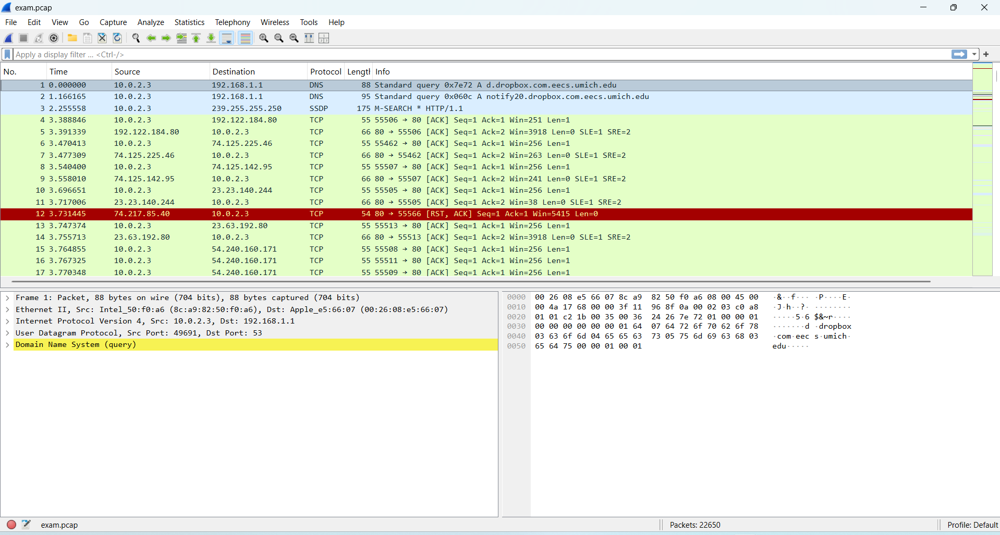 exam.pcap
File Edit View Go Capture Analyze Statistics Telephony Wireless Tools Help
Apply a display filter ... <Ctrl-/>
No. Time Source Destination Protocol Length Info
1 0.000000 10.0.2.3 192.168.1.1 DNS 88 Standard query 0x7e72 A d.dropbox.com.eecs.umich.edu
2 1.166165 10.0.2.3 192.168.1.1 DNS 95 Standard query 0x060c A notify20.dropbox.com.eecs.umich.edu
3 2.255558 10.0.2.3 239.255.255.250 SSDP 175 M-SEARCH * HTTP/1.1
4 3.388846 10.0.2.3 192.122.184.80 TCP 55 55506 → 80 [ACK] Seq=1 Ack=1 Win=251 Len=1
5 3.391339 192.122.184.80 10.0.2.3 TCP 66 80 → 55506 [ACK] Seq=1 Ack=2 Win=3918 Len=0 SLE=1 SRE=2
6 3.470413 10.0.2.3 74.125.225.46 TCP 55 55462 → 80 [ACK] Seq=1 Ack=1 Win=256 Len=1
7 3.477309 74.125.225.46 10.0.2.3 TCP 66 80 → 55462 [ACK] Seq=1 Ack=2 Win=263 Len=0 SLE=1 SRE=2
8 3.540400 10.0.2.3 74.125.142.95 TCP 55 55507 → 80 [ACK] Seq=1 Ack=1 Win=256 Len=1
9 3.558010 74.125.142.95 10.0.2.3 TCP 66 80 → 55507 [ACK] Seq=1 Ack=2 Win=241 Len=0 SLE=1 SRE=2
10 3.696651 10.0.2.3 23.23.140.244 TCP 55 55505 → 80 [ACK] Seq=1 Ack=1 Win=256 Len=1
11 3.717006 23.23.140.244 10.0.2.3 TCP 66 80 → 55505 [ACK] Seq=1 Ack=2 Win=38 Len=0 SLE=1 SRE=2
12 3.731445 74.217.85.40 10.0.2.3 TCP 54 80 → 55566 [RST, ACK] Seq=1 Ack=1 Win=5415 Len=0
13 3.747374 10.0.2.3 23.63.192.80 TCP 55 55513 → 80 [ACK] Seq=1 Ack=1 Win=256 Len=1
14 3.755713 23.63.192.80 10.0.2.3 TCP 66 80 → 55513 [ACK] Seq=1 Ack=2 Win=3918 Len=0 SLE=1 SRE=2
15 3.764855 10.0.2.3 54.240.160.171 TCP 55 55508 → 80 [ACK] Seq=1 Ack=1 Win=256 Len=1
16 3.767325 10.0.2.3 54.240.160.171 TCP 55 55511 → 80 [ACK] Seq=1 Ack=1 Win=256 Len=1
17 3.770348 10.0.2.3 54.240.160.171 TCP 55 55509 → 80 [ACK] Seq=1 Ack=1 Win=256 Len=1
Frame 1: Packet, 88 bytes on wire (704 bits), 88 bytes captured (704 bits)
Ethernet II, Src: Intel_50:f0:a6 (8c:a9:82:50:f0:a6), Dst: Apple_e5:66:07 (00:26:08:e5:66:07)
Internet Protocol Version 4, Src: 10.0.2.3, Dst: 192.168.1.1
User Datagram Protocol, Src Port: 49691, Dst Port: 53
Domain Name System (query)
0000 00 26 08 e5 66 07 8c a9 82 50 f0 a6 08 00 45 00 ·&··f··· ·P····E·
0010 00 4a 17 68 00 00 3f 11 96 8f 0a 00 02 03 c0 a8 ·J·h··?· ········
0020 01 01 c2 1b 00 35 00 36 24 26 7e 72 01 00 00 01 ·····5·6 $&~r····
0030 00 00 00 00 00 00 01 64 07 64 72 6f 70 62 6f 78 ·······d ·dropbox
0040 03 63 6f 6d 04 65 65 63 73 05 75 6d 69 63 68 03 ·com·eec s·umich·
0050 65 64 75 00 00 01 00 01 edu·····
exam.pcap Packets: 22650 Profile: Default